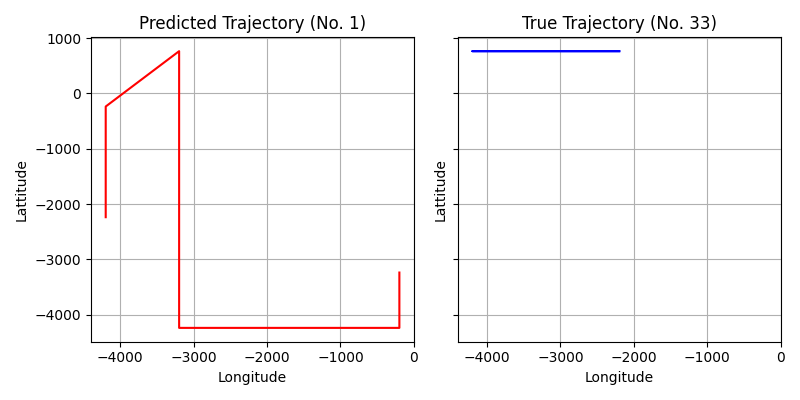 Predicted Trajectory (No. 1)
True Trajectory (No. 33)
1000
0
−1000
−2000
−3000
−4000
Lattitude
Lattitude
−4000 −3000 −2000 −1000 0
−4000 −3000 −2000 −1000 0
Longitude
Longitude